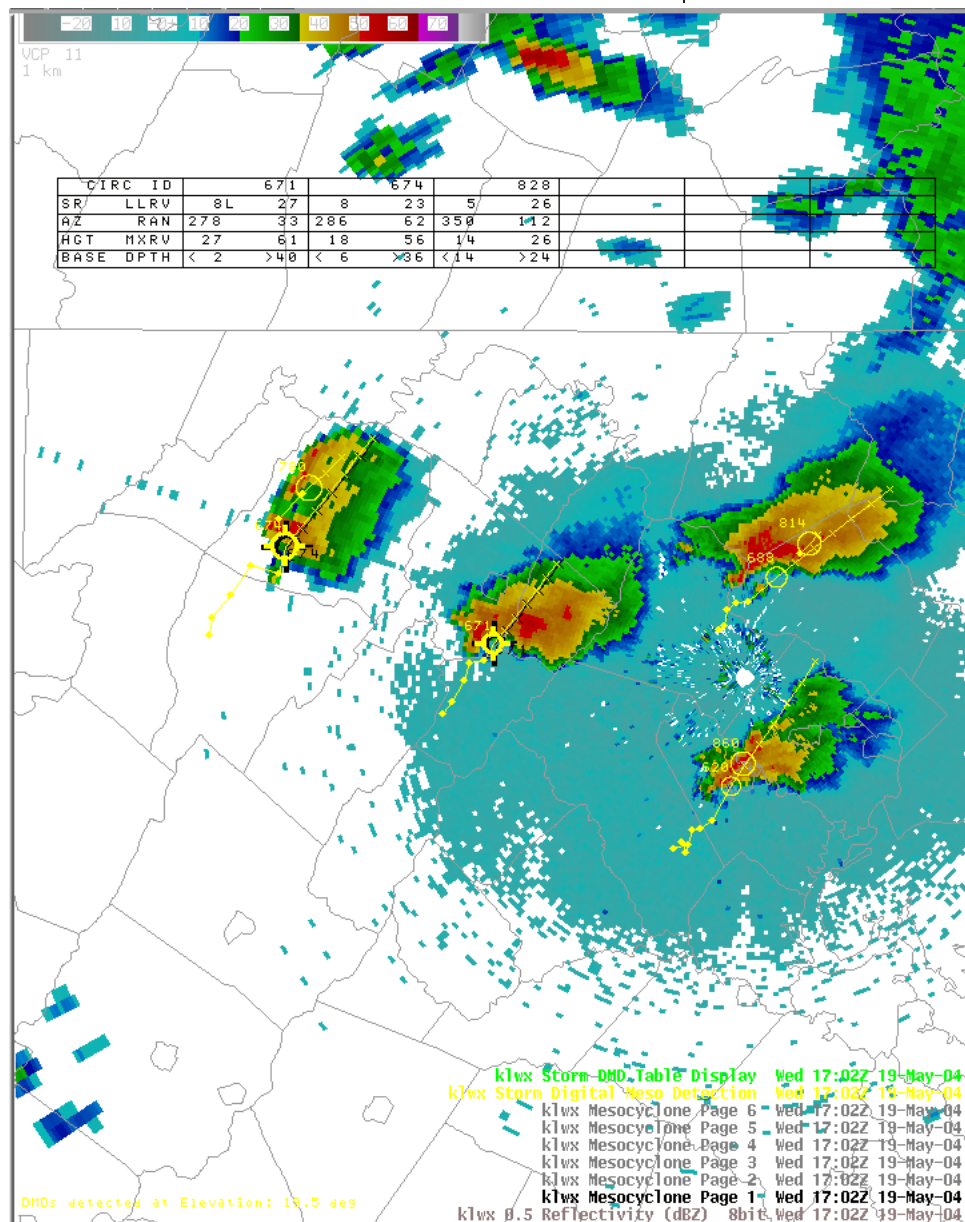 -20 10 10 20 30 40 50 60 70
VCP 11
1 km
CIRC ID 671 674 828
SR LLRV 8L 27 8 23 5 26
AZ RAN 278 33 286 62 350 112
HGT MXRV 27 61 18 56 14 26
BASE DPTH < 2 >40 < 6 >36 <14 >24
780
674
674
671
814
688
860
520
klwx Storm DMD Table Display Wed 17:02Z 19-May-04
klwx Storm Digital Meso Detection Wed 17:02Z 19-May-04
klwx Mesocyclone Page 6 Wed 17:02Z 19-May-04
klwx Mesocyclone Page 5 Wed 17:02Z 19-May-04
klwx Mesocyclone Page 4 Wed 17:02Z 19-May-04
klwx Mesocyclone Page 3 Wed 17:02Z 19-May-04
klwx Mesocyclone Page 2 Wed 17:02Z 19-May-04
klwx Mesocyclone Page 1 Wed 17:02Z 19-May-04
DMDs detected at Elevation: 19.5 deg
klwx 0.5 Reflectivity (dBZ) 8bit Wed 17:02Z 19-May-04